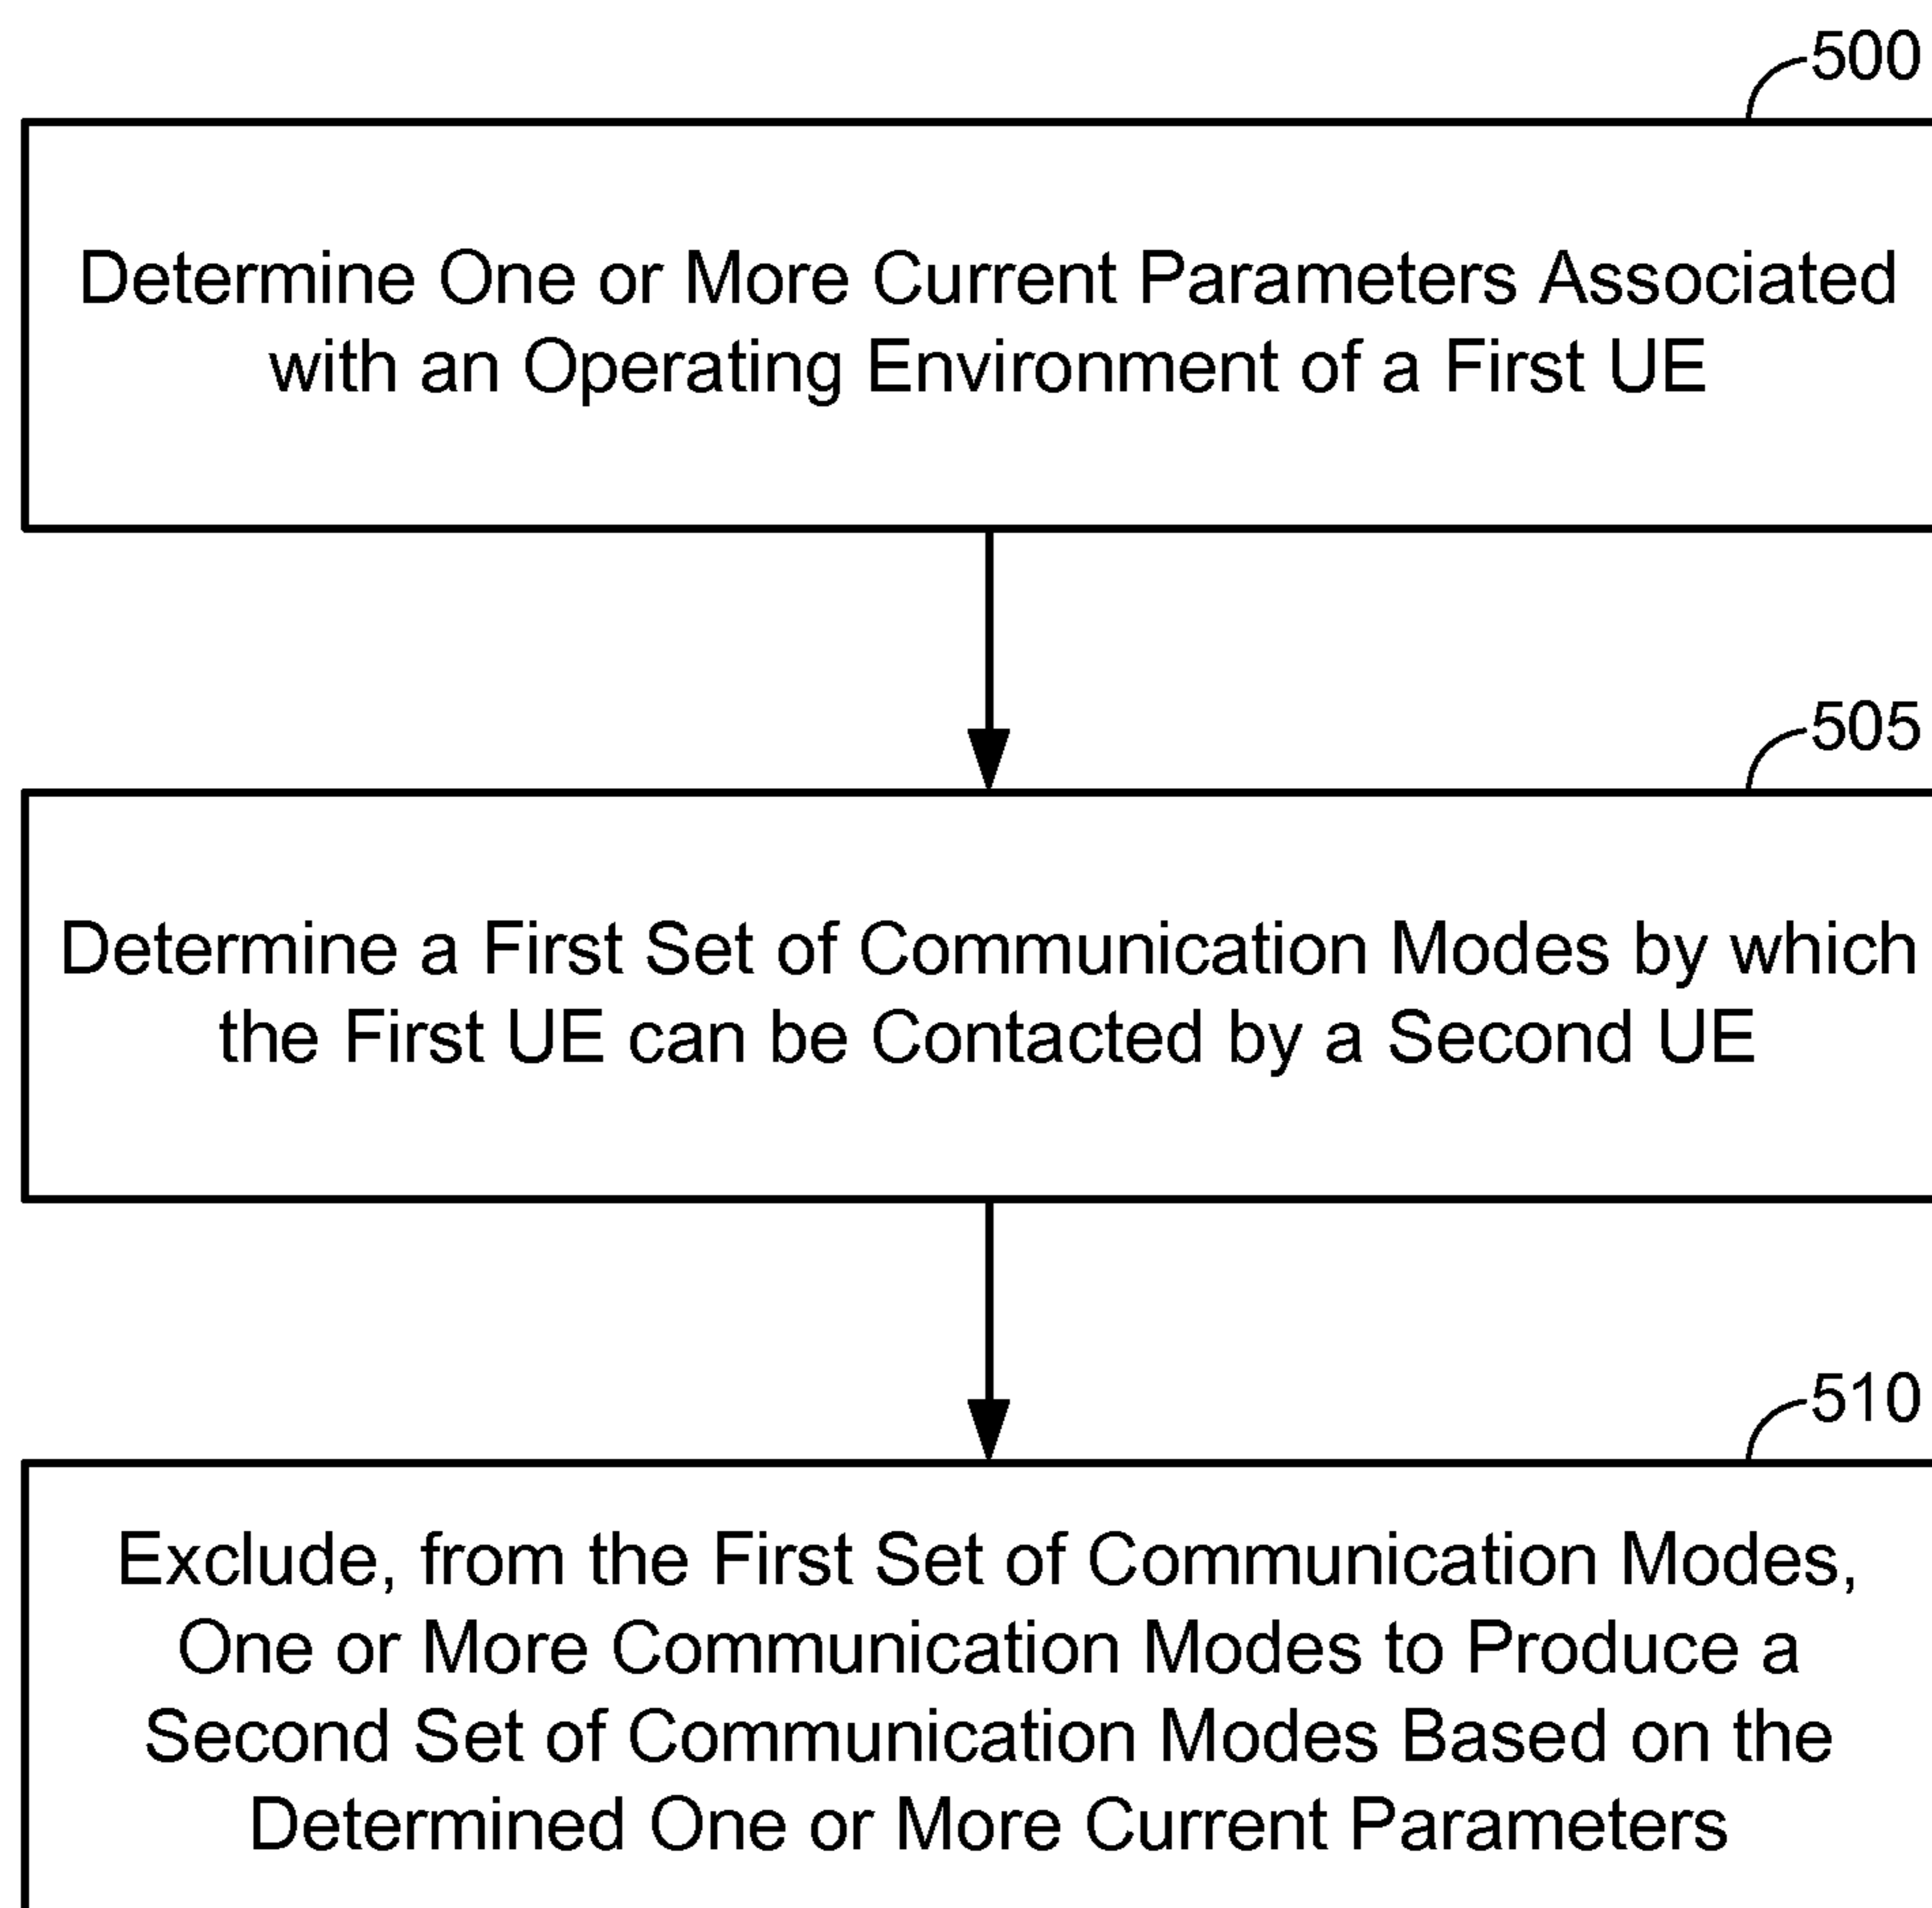 500
Determine One or More Current Parameters Associated
with an Operating Environment of a First UE
505
Determine a First Set of Communication Modes by which
the First UE can be Contacted by a Second UE
510
Exclude, from the First Set of Communication Modes,
One or More Communication Modes to Produce a
Second Set of Communication Modes Based on the
Determined One or More Current Parameters